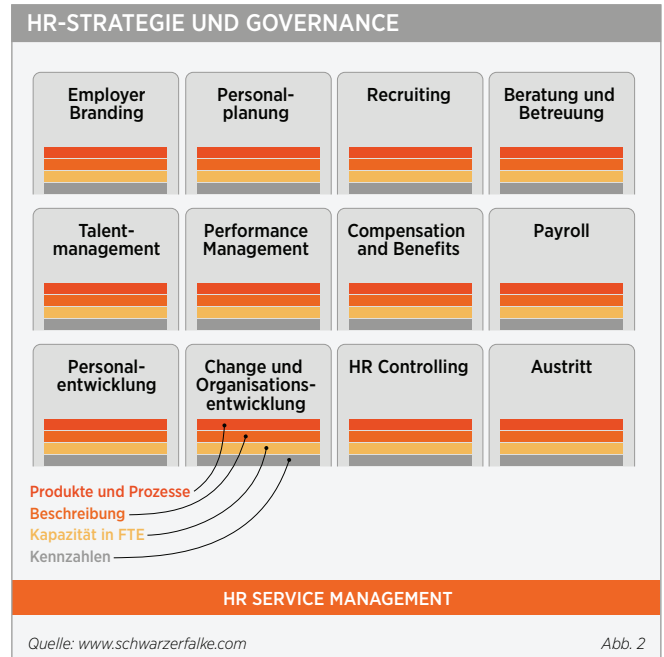 HR-STRATEGIE UND GOVERNANCE
Employer
Branding
Personal-
planung
Recruiting
Beratung und
Betreuung
Talent-
management
Performance
Management
Compensation
and Benefits
Payroll
Personal-
entwicklung
Change und
Organisations-
entwicklung
HR Controlling
Austritt
Produkte und Prozesse
Beschreibung
Kapazität in FTE
Kennzahlen
HR SERVICE MANAGEMENT
Quelle: www.schwarzerfalke.com
Abb. 2